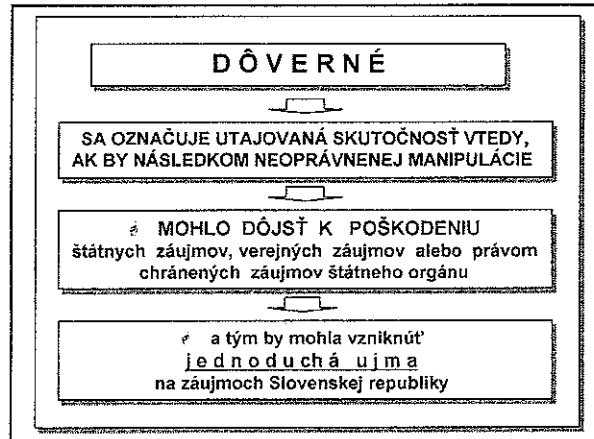 DÔVERNÉ
SA OZNAČUJE UTAJOVANÁ SKUTOČNOSŤ VTEDY,
AK BY NÁSLEDKOM NEOPRÁVNENEJ MANIPULÁCIE
MOHLO DÔJSŤ K POŠKODENIU
štátnych záujmov, verejných záujmov alebo právom
chránených záujmov štátneho orgánu
a tým by mohla vzniknúť
jednoduchá ujma
na záujmoch Slovenskej republiky